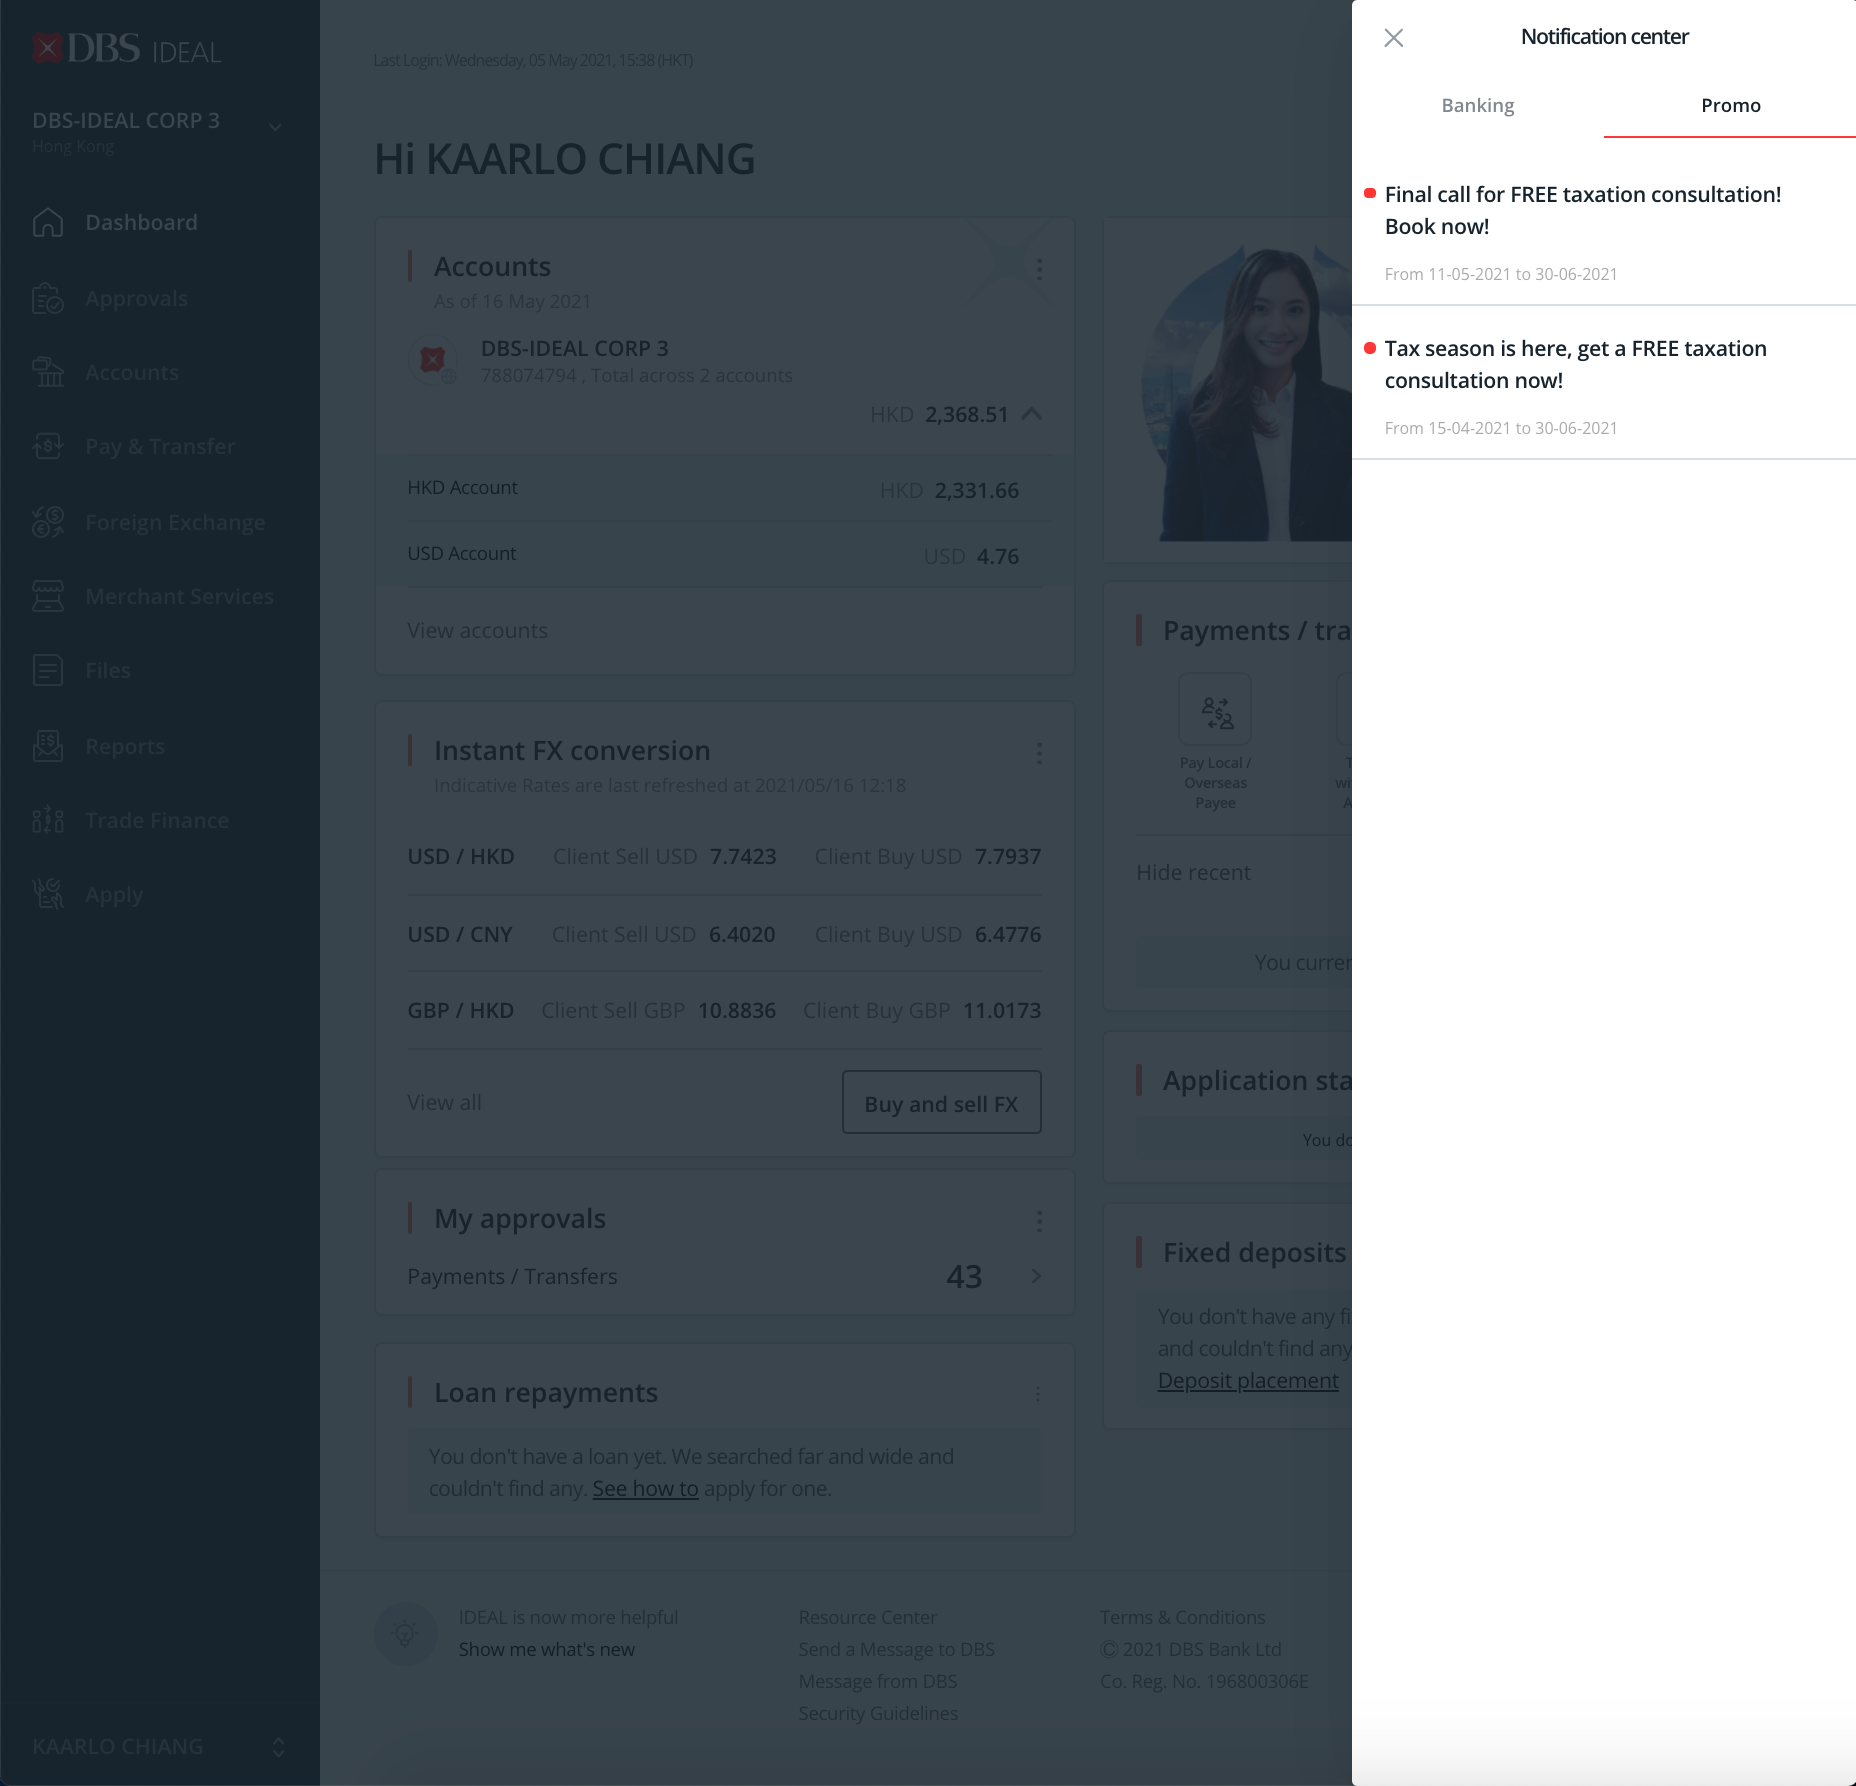 DBS IDEAL
DBS-IDEAL CORP 3
Hong Kong
Dashboard
Approvals
Accounts
Pay & Transfer
Foreign Exchange
Merchant Services
Files
Reports
Trade Finance
Apply
KAARLO CHIANG
Last Login: Wednesday, 05 May 2021, 15:38 (HKT)
Hi KAARLO CHIANG
Accounts
As of 16 May 2021
DBS-IDEAL CORP 3
788074794 , Total across 2 accounts
HKD 2,368.51
HKD Account HKD 2,331.66
USD Account USD 4.76
View accounts
Instant FX conversion
Indicative Rates are last refreshed at 2021/05/16 12:18
USD / HKD Client Sell USD 7.7423 Client Buy USD 7.7937
USD / CNY Client Sell USD 6.4020 Client Buy USD 6.4776
GBP / HKD Client Sell GBP 10.8836 Client Buy GBP 11.0173
View all
Buy and sell FX
My approvals
Payments / Transfers 43
Loan repayments
You don't have a loan yet. We searched far and wide and
couldn't find any. See how to apply for one.
Payments / tra
Pay Local /
Overseas
Payee
T
wi
A
Hide recent
You curren
Application sta
You do
Fixed deposits
You don't have any fi
and couldn't find any
Deposit placement
IDEAL is now more helpful
Show me what's new
Resource Center
Send a Message to DBS
Message from DBS
Security Guidelines
Terms & Conditions
© 2021 DBS Bank Ltd
Co. Reg. No. 196800306E
Notification center
Banking
Promo
Final call for FREE taxation consultation!
Book now!
From 11-05-2021 to 30-06-2021
Tax season is here, get a FREE taxation
consultation now!
From 15-04-2021 to 30-06-2021